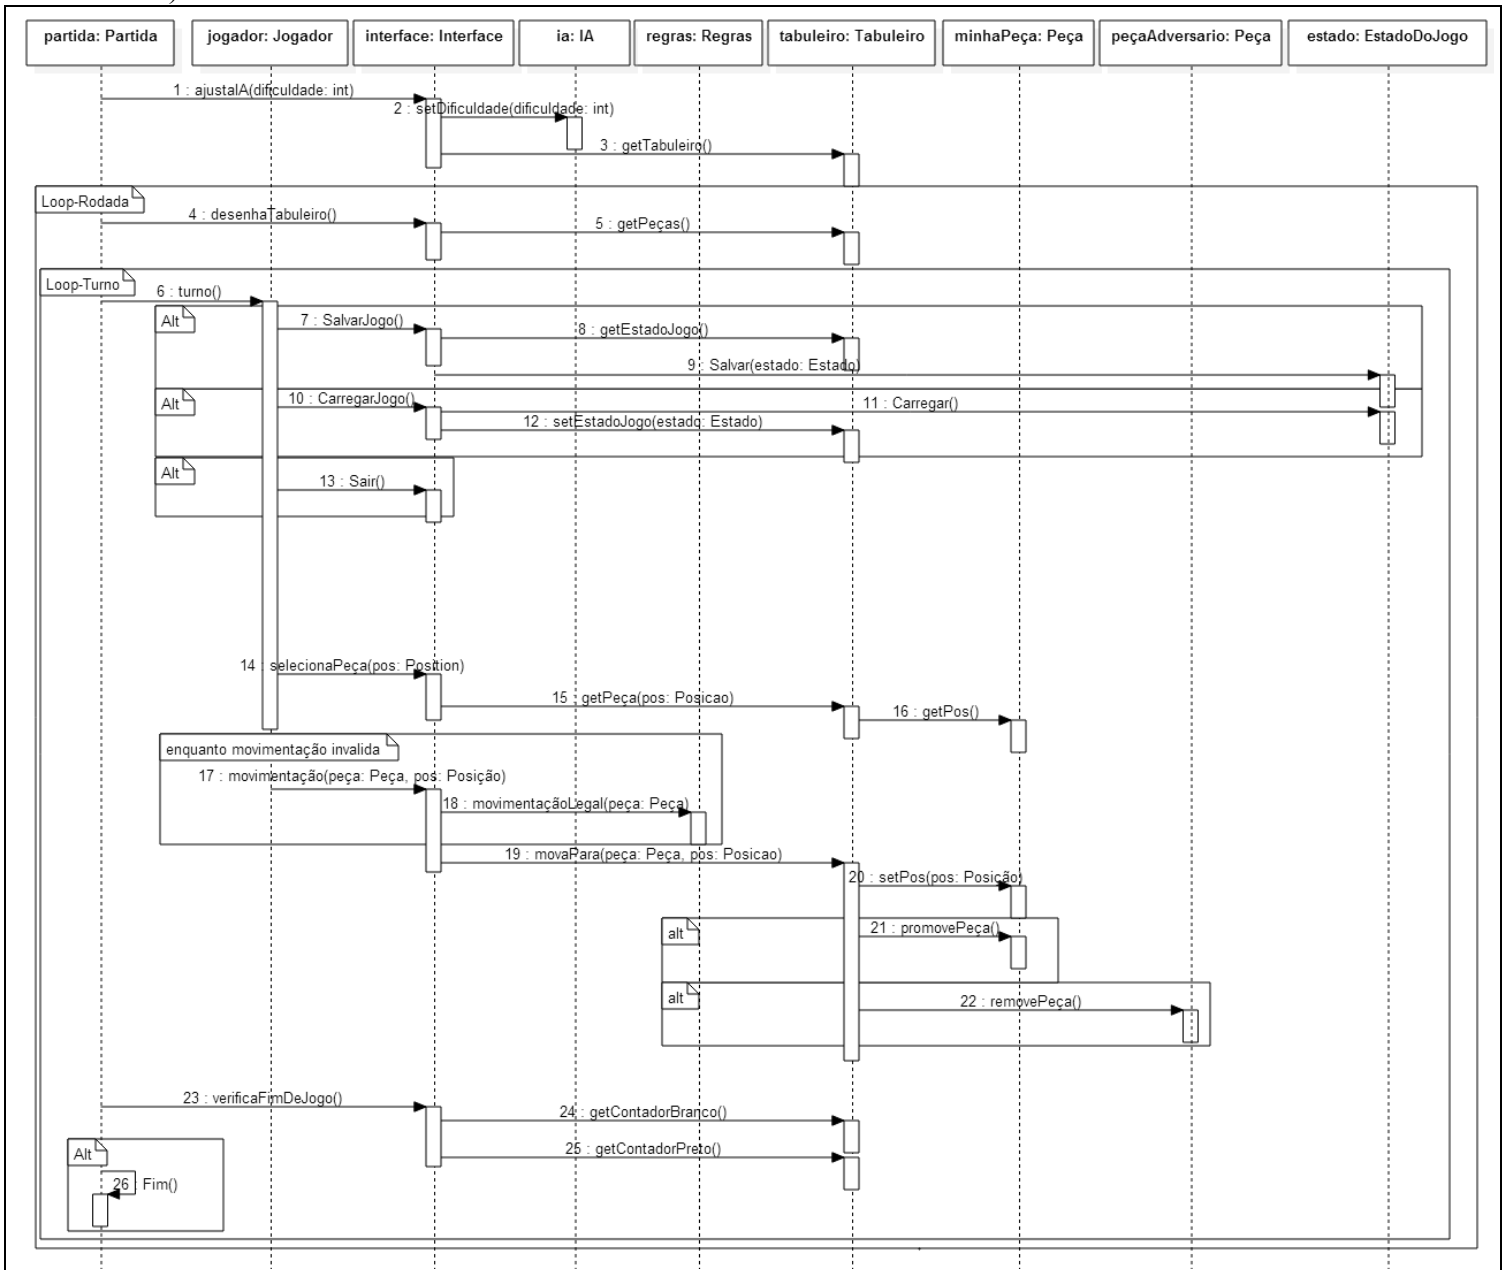 partida: Partida
jogador: Jogador
interface: Interface
ia: IA
regras: Regras
tabuleiro: Tabuleiro
minhaPeça: Peça
peçaAdversario: Peça
estado: EstadoDoJogo
1 : ajustaIA(dificuldade: int)
2 : setDificuldade(dificuldade: int)
3 : getTabuleiro()
Loop-Rodada
4 : desenhaTabuleiro()
5 : getPeças()
Loop-Turno
6 : turno()
Alt
7 : SalvarJogo()
8 : getEstadoJogo()
9 : Salvar(estado: Estado)
Alt
10 : CarregarJogo()
11 : Carregar()
12 : setEstadoJogo(estado: Estado)
Alt
13 : Sair()
14 : selecionaPeça(pos: Position)
15 : getPeça(pos: Posicao)
16 : getPos()
enquanto movimentação invalida
17 : movimentação(peça: Peça, pos: Posição)
18 : movimentaçãoLegal(peça: Peça)
19 : movaPara(peça: Peça, pos: Posicao)
20 : setPos(pos: Posição)
alt
21 : promovePeça()
alt
22 : removePeça()
23 : verificaFimDeJogo()
24 : getContadorBranco()
25 : getContadorPreto()
Alt
26 : Fim()